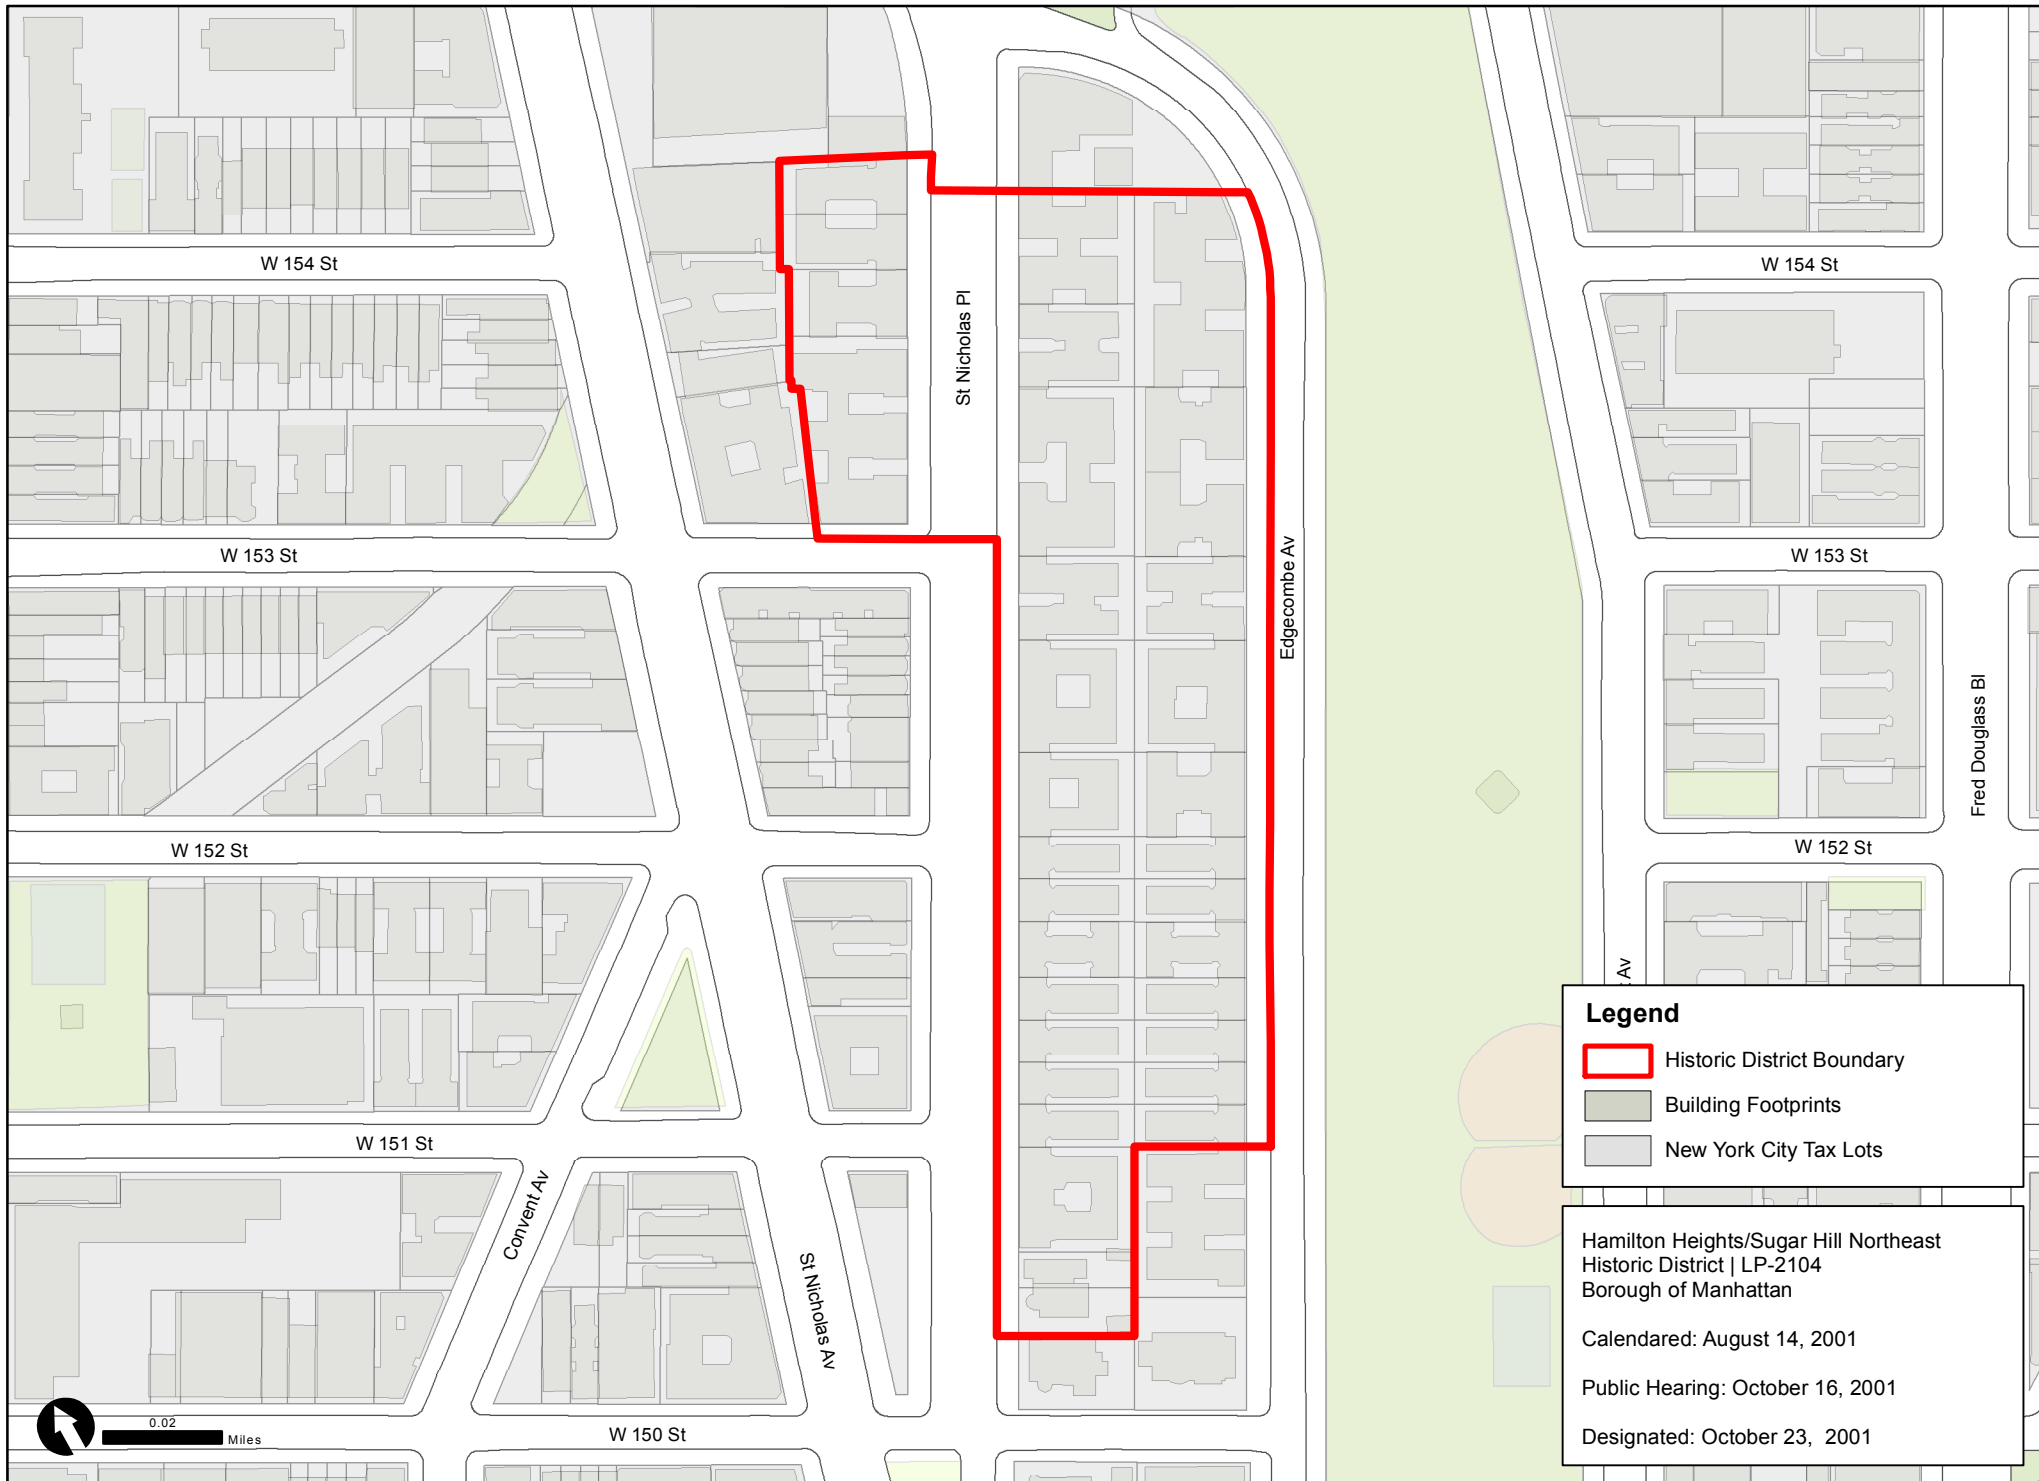 W 154 St
W 154 St
St Nicholas Pl
W 153 St
W 153 St
Edgecombe Av
Fred Douglass Bl
W 152 St
W 152 St
Av
W 151 St
Convent Av
St Nicholas Av
W 150 St
0.02
Miles
Legend
Historic District Boundary
Building Footprints
New York City Tax Lots
Hamilton Heights/Sugar Hill Northeast
Historic District | LP-2104
Borough of Manhattan
Calendared: August 14, 2001
Public Hearing: October 16, 2001
Designated: October 23, 2001